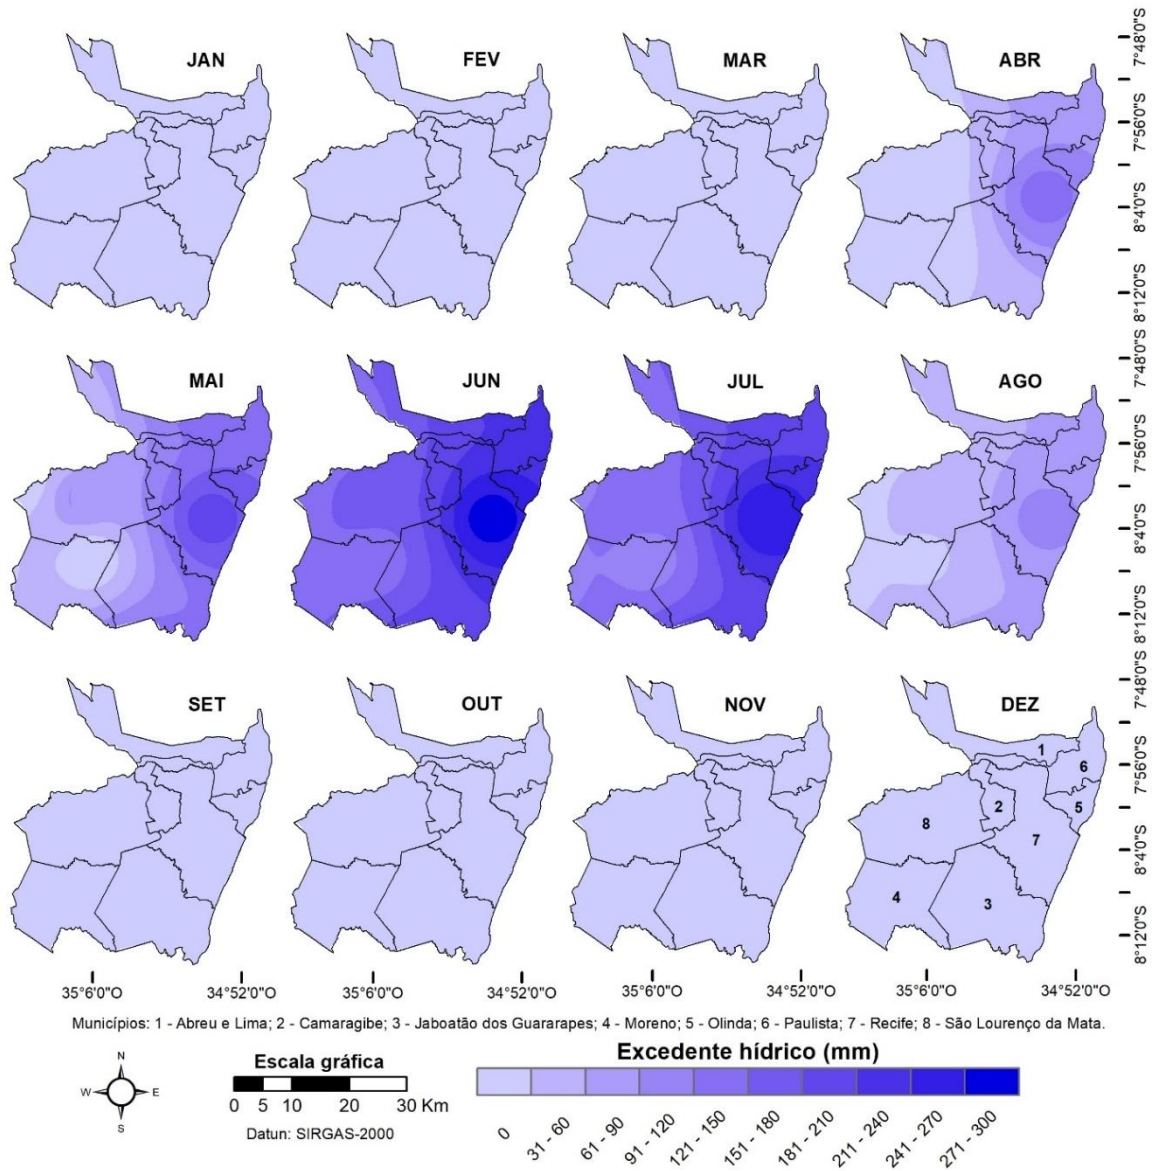 JAN
FEV
MAR
ABR
7°48'0"S
7°56'0"S
8°4'0"S
8°12'0"S
MAI
JUN
JUL
AGO
7°48'0"S
7°56'0"S
8°4'0"S
8°12'0"S
SET
OUT
NOV
DEZ
1
6
2
5
8
7
4
3
7°48'0"S
7°56'0"S
8°4'0"S
8°12'0"S
35°6'0"O 34°52'0"O 35°6'0"O 34°52'0"O 35°6'0"O 34°52'0"O 35°6'0"O 34°52'0"O
Municípios: 1 - Abreu e Lima; 2 - Camaragibe; 3 - Jaboatão dos Guararapes; 4 - Moreno; 5 - Olinda; 6 - Paulista; 7 - Recife; 8 - São Lourenço da Mata.
N
W E
S
Escala gráfica
0 5 10 20 30 Km
Datun: SIRGAS-2000
Excedente hídrico (mm)
0
31 - 60
61 - 90
91 - 120
121 - 150
151 - 180
181 - 210
211 - 240
241 - 270
271 - 300